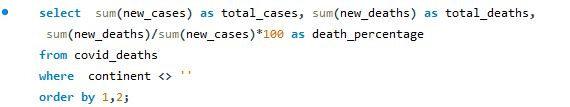 select  sum(new_cases) as total_cases, sum(new_deaths) as total_deaths,
sum(new_deaths)/sum(new_cases)*100 as death_percentage
from covid_deaths
where  continent <> ''
order by 1,2;